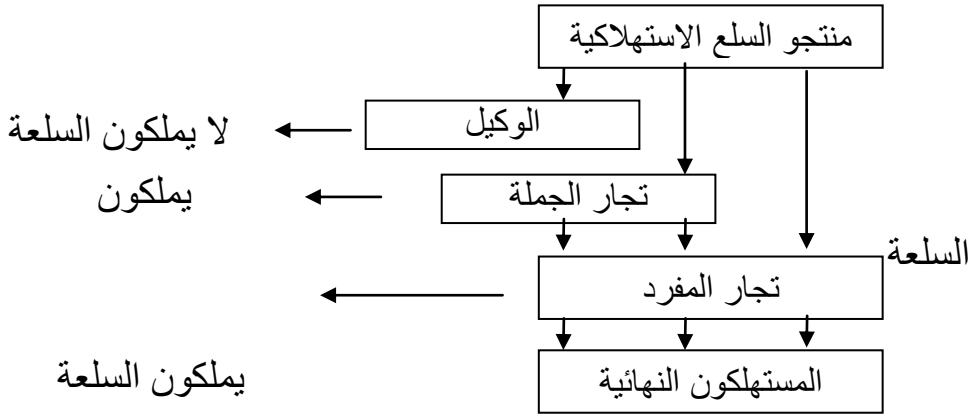 منتجو السلع الاستهلاكية
الوكيل
لا يملكون السلعة
تجار الجملة
يملكون
السلعة
تجار المفرد
المستهلكون النهائية
يملكون السلعة